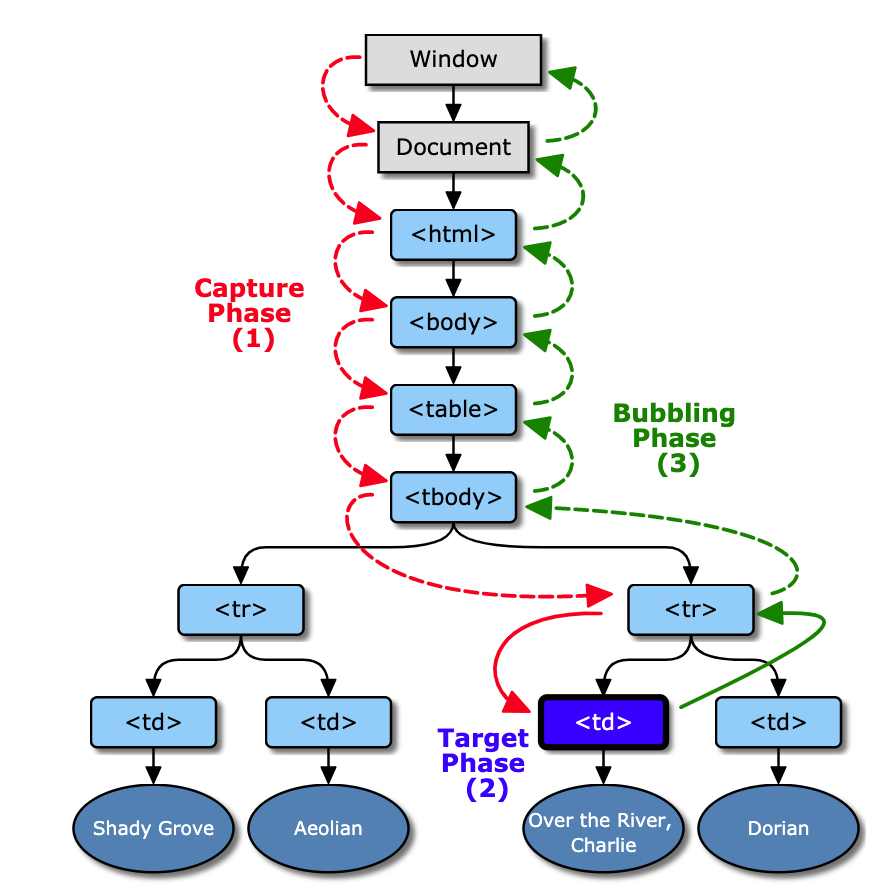 Window
Document
<html>
Capture
Phase
(1)
<body>
<table>
Bubbling
Phase
(3)
<tbody>
<tr>
<tr>
<td>
<td>
<td>
<td>
Target
Phase
(2)
Shady Grove
Aeolian
Over the River,
Charlie
Dorian